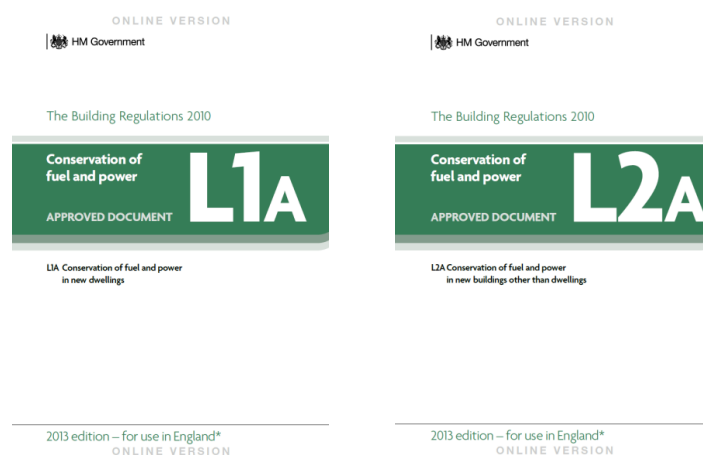 ONLINE VERSION
HM Government
The Building Regulations 2010
Conservation of
fuel and power
L1A
APPROVED DOCUMENT
L1A Conservation of fuel and power
in new dwellings
2013 edition – for use in England*
ONLINE VERSION
ONLINE VERSION
HM Government
The Building Regulations 2010
Conservation of
fuel and power
L2A
APPROVED DOCUMENT
L2A Conservation of fuel and power
in new buildings other than dwellings
2013 edition – for use in England*
ONLINE VERSION